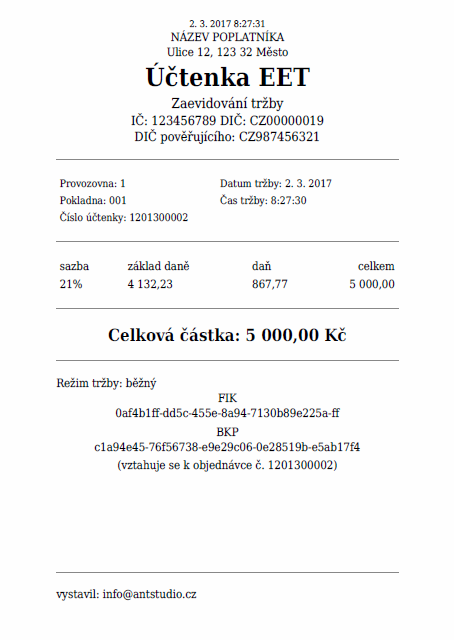 2. 3. 2017 8:27:31
NÁZEV POPLATNÍKA
Ulice 12, 123 32 Město
Účtenka EET
Zaevidování tržby
IČ: 123456789 DIČ: CZ00000019
DIČ pověřujícího: CZ987456321
Provozovna: 1 Datum tržby: 2. 3. 2017
Pokladna: 001 Čas tržby: 8:27:30
Číslo účtenky: 1201300002
sazba základ daně daň celkem
21% 4 132,23 867,77 5 000,00
Celková částka: 5 000,00 Kč
Režim tržby: běžný
FIK
0af4b1ff-dd5c-455e-8a94-7130b89e225a-ff
BKP
c1a94e45-76f56738-e9e29c06-0e28519b-e5ab17f4
(vztahuje se k objednávce č. 1201300002)
vystavil: info@antstudio.cz